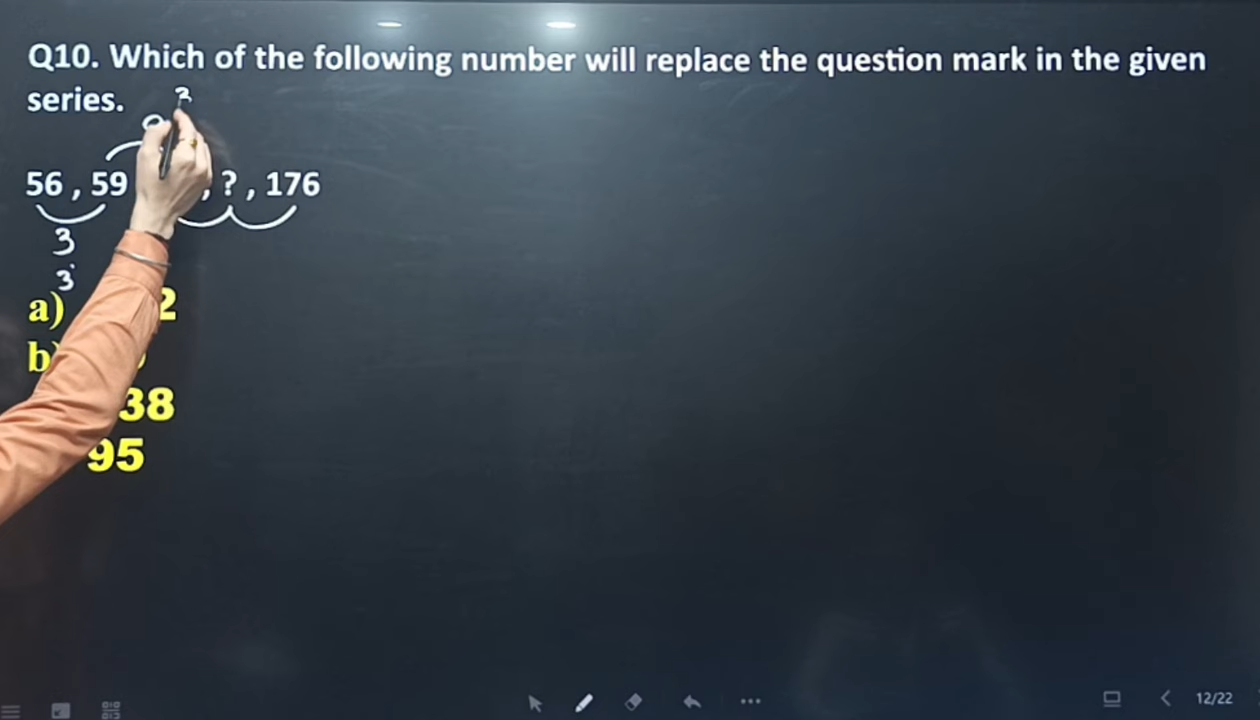 Q10. Which of the following number will replace the question mark in the given
series.
3
56 , 59 , ? , 176
3
3
a) 2
b)
38
95
12/22